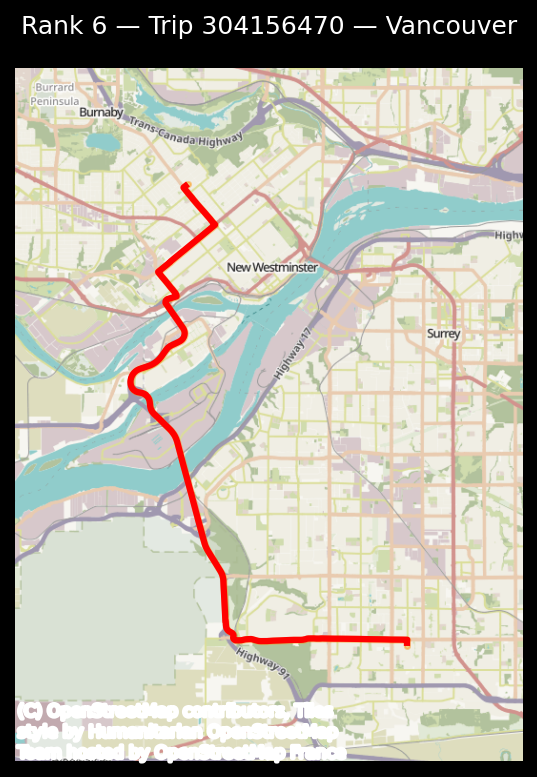 Rank 6 — Trip 304156470 — Vancouver
Burrard
Peninsula
Burnaby
Trans-Canada Highway
Highw
New Westminster
Highway 17
Surrey
Highway 91
(C) OpenStreetMap contributors, Tiles
style by Humanitarian OpenStreetMap
hosted by OpenStreetMap France